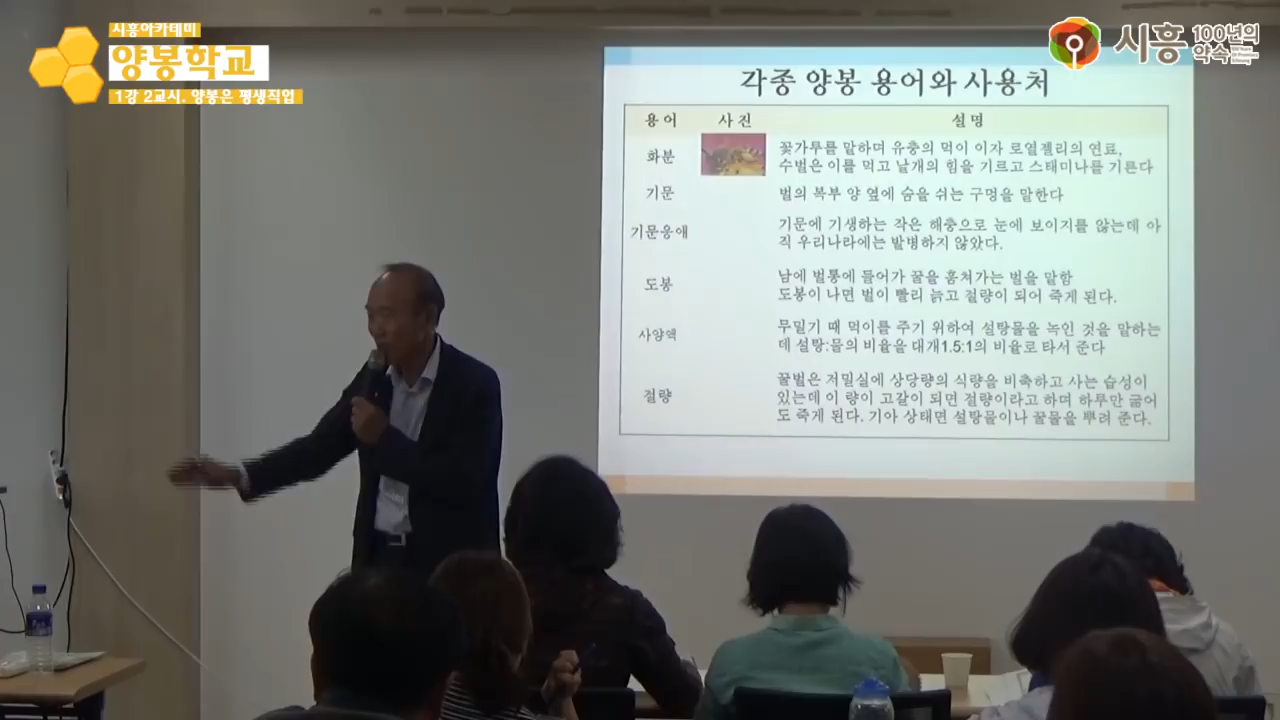 시흥아카데미
양봉학교
1강 2교시. 양봉은 평생직업
시흥 100년의
약속
각종 양봉 용어와 사용처
용어 사진 설명
화분
꽃가루를 말하며 유충의 먹이 이자 로열젤리의 연료,
수벌은 이를 먹고 날개의 힘을 기르고 스태미나를 기른다
기문
벌의 복부 양 옆에 숨을 쉬는 구멍을 말한다
기문응애
기문에 기생하는 작은 해충으로 눈에 보이지를 않는데 아
직 우리나라에는 발병하지 않았다.
도봉
남에 벌통에 들어가 꿀을 훔쳐가는 벌을 말함
도봉이 나면 벌이 빨리 늙고 절량이 되어 죽게 된다.
사양액
무밀기 때 먹이를 주기 위하여 설탕물을 녹인 것을 말하는
데 설탕:물의 비율을 대개1.5:1의 비율로 타서 준다
절량
꿀벌은 저밀실에 상당량의 식량을 비축하고 사는 습성이
있는데 이 량이 고갈이 되면 절량이라고 하며 하루만 굶어
도 죽게 된다. 기아 상태면 설탕물이나 꿀물을 뿌려 준다.